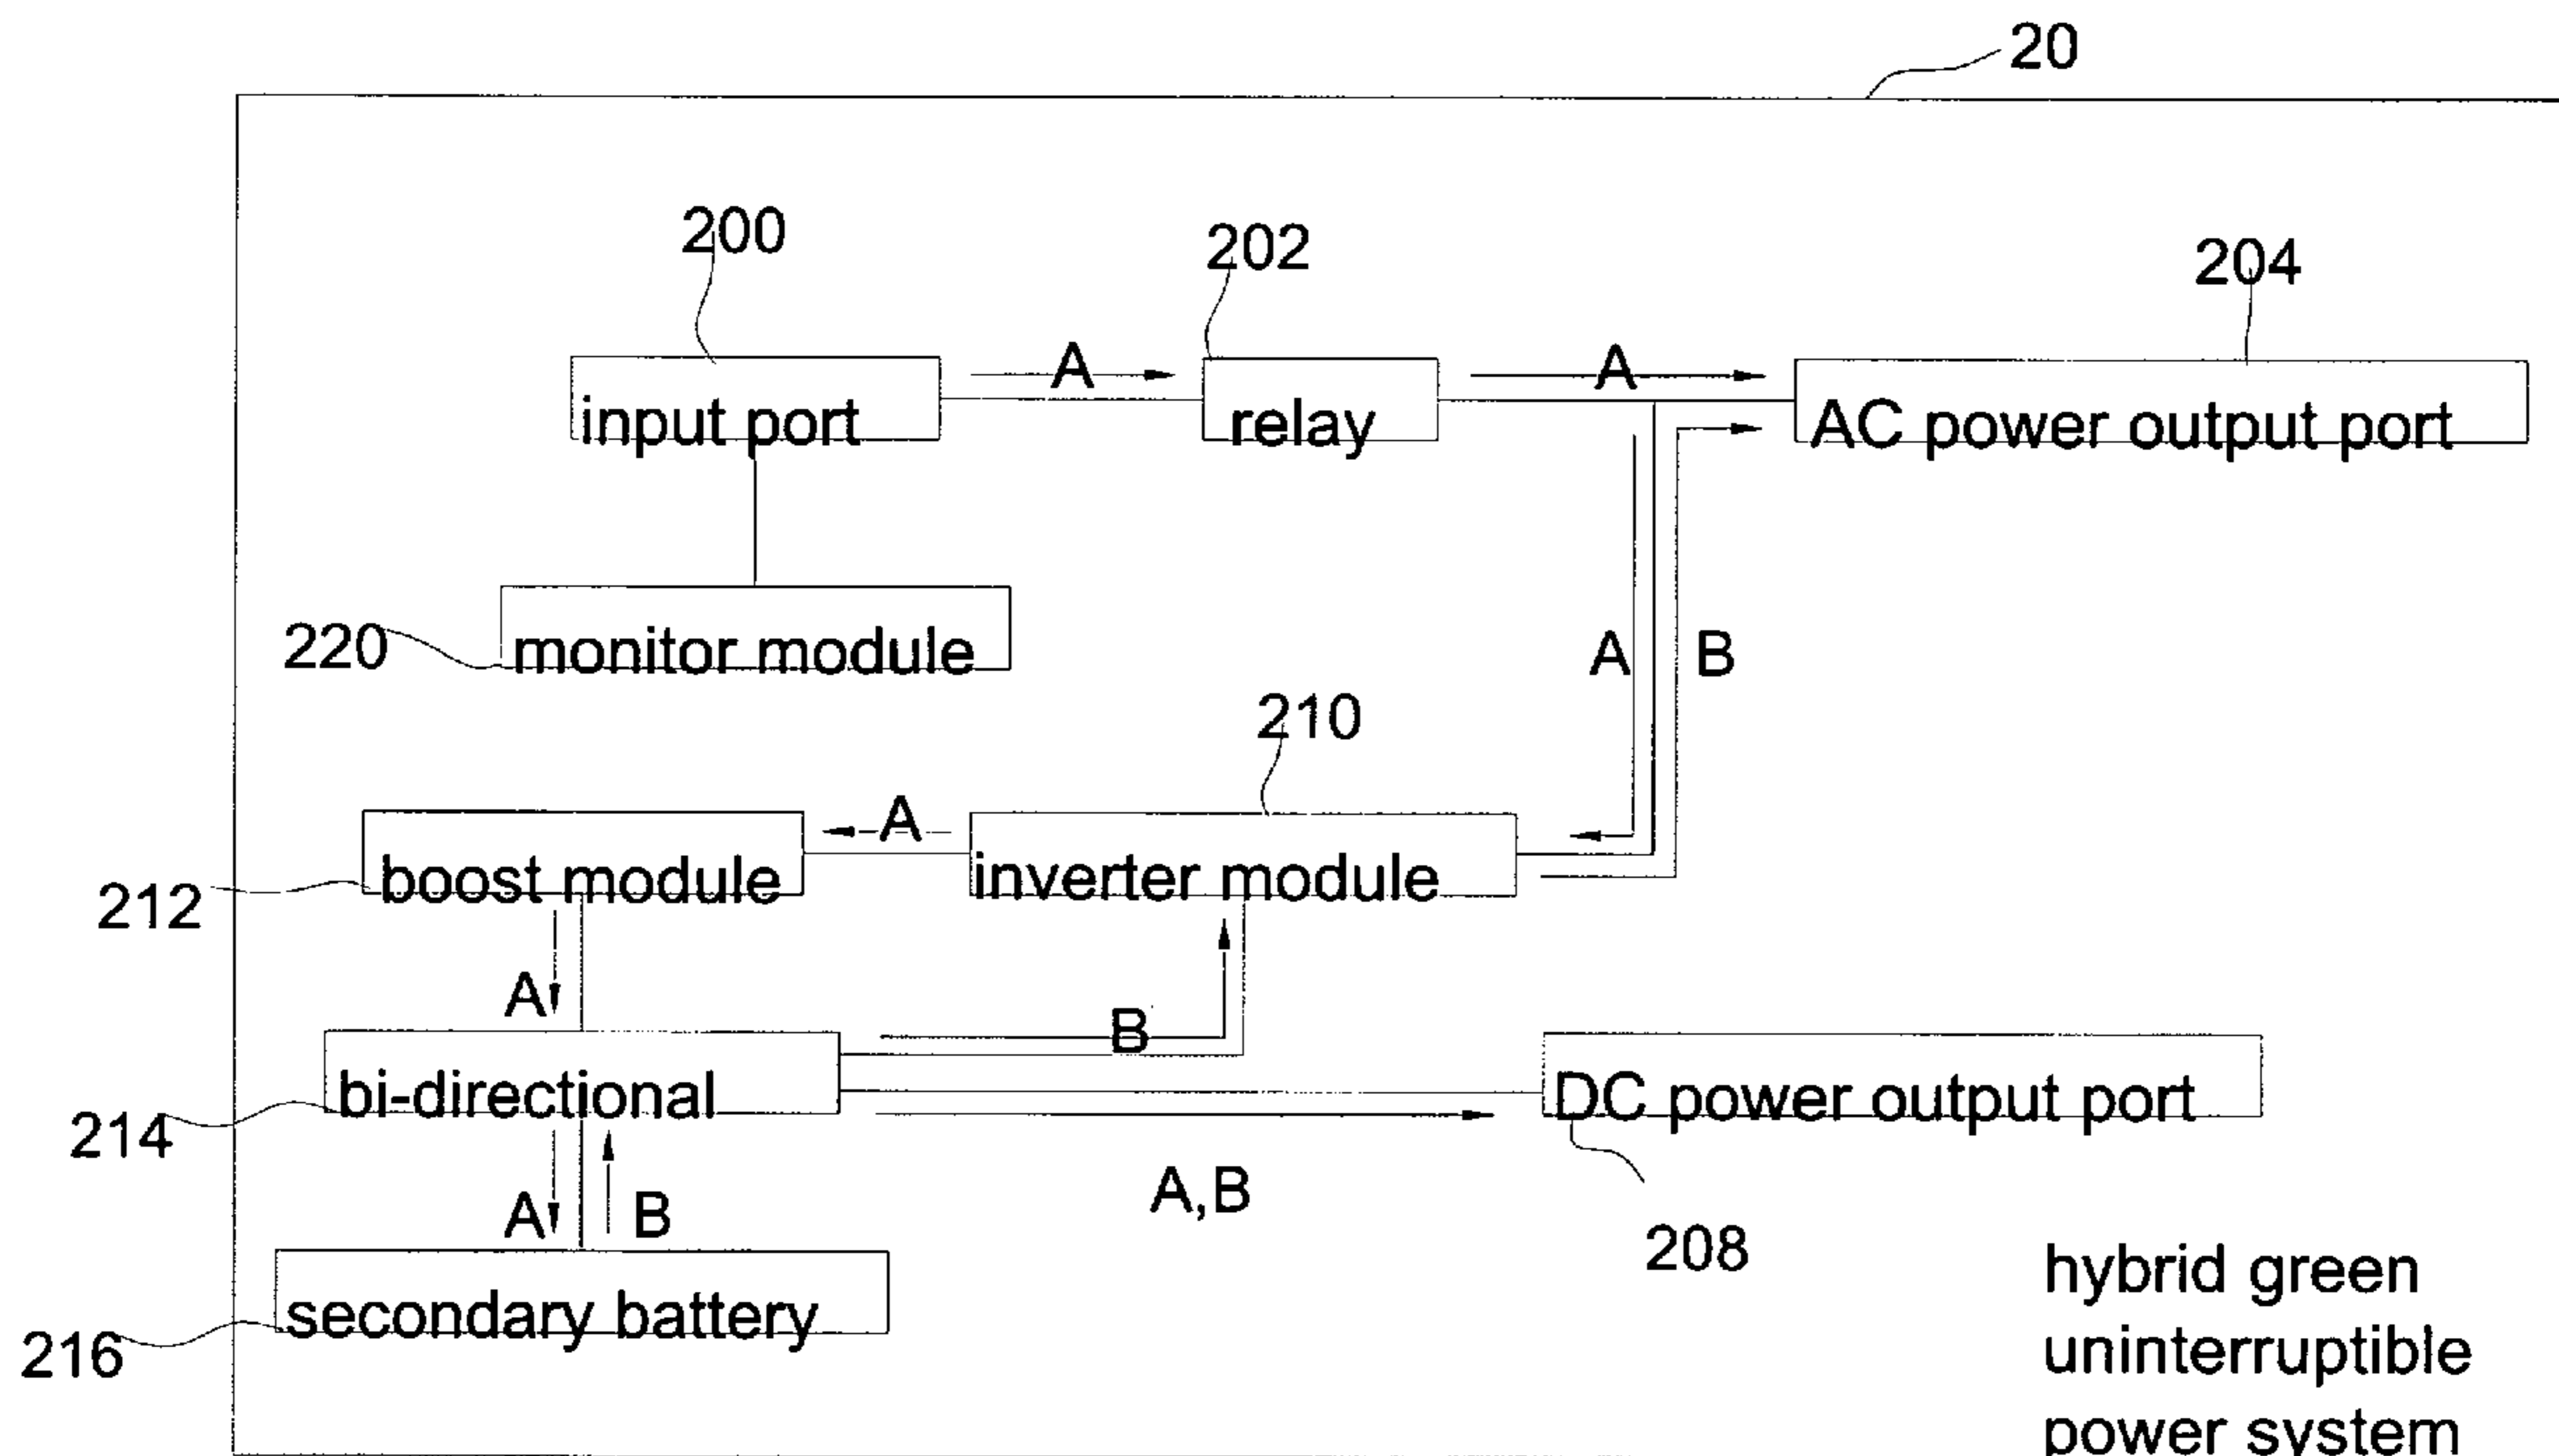 20
200
202
204
A
A
input port
relay
AC power output port
220
monitor module
A
B
210
A
212
boost module
inverter module
A
B
214
bi-directional
DC power output port
A
B
A,B
208
216
secondary battery
hybrid green
uninterruptible
power system